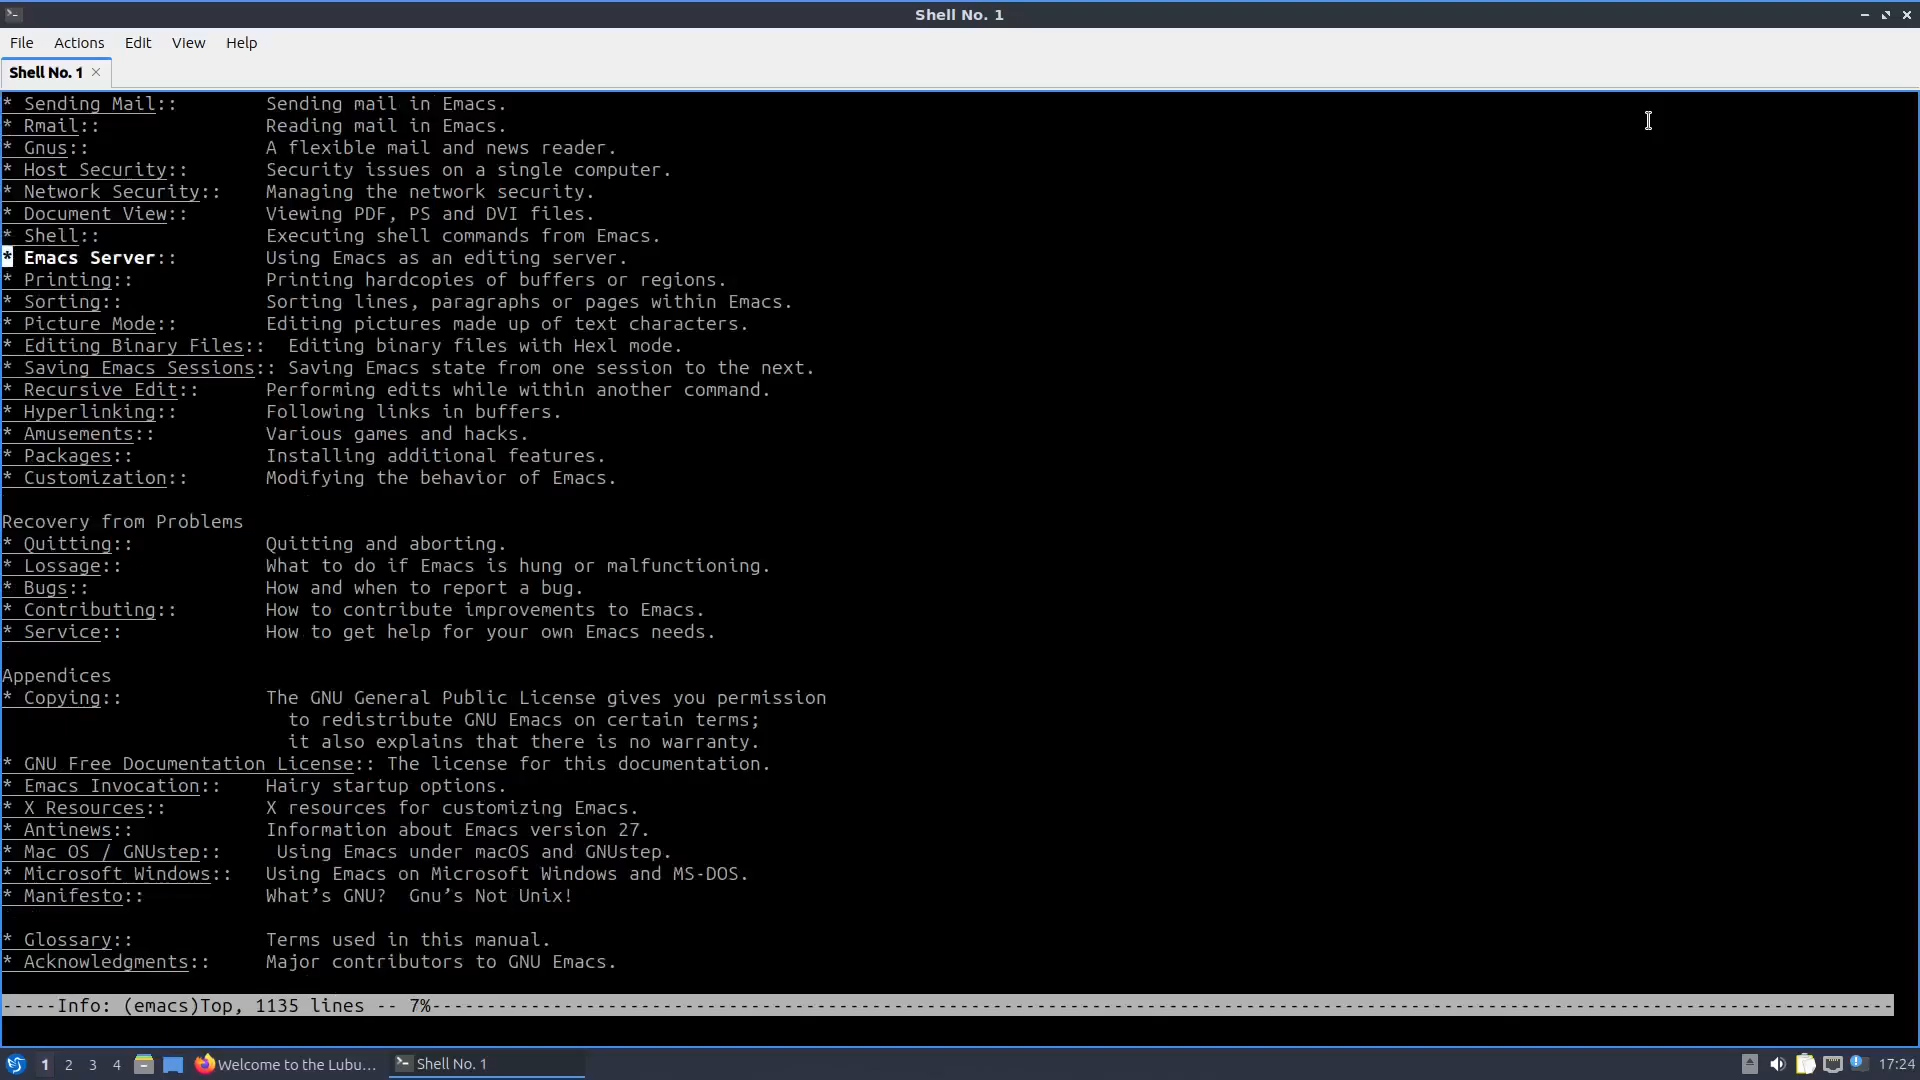 Shell No. 1
File Actions Edit View Help
Shell No. 1
* Sending Mail:: Sending mail in Emacs.
* Rmail:: Reading mail in Emacs.
* Gnus:: A flexible mail and news reader.
* Host Security:: Security issues on a single computer.
* Network Security:: Managing the network security.
* Document View:: Viewing PDF, PS and DVI files.
* Shell:: Executing shell commands from Emacs.
* Emacs Server:: Using Emacs as an editing server.
* Printing:: Printing hardcopies of buffers or regions.
* Sorting:: Sorting lines, paragraphs or pages within Emacs.
* Picture Mode:: Editing pictures made up of text characters.
* Editing Binary Files:: Editing binary files with Hexl mode.
* Saving Emacs Sessions:: Saving Emacs state from one session to the next.
* Recursive Edit:: Performing edits while within another command.
* Hyperlinking:: Following links in buffers.
* Amusements:: Various games and hacks.
* Packages:: Installing additional features.
* Customization:: Modifying the behavior of Emacs.
Recovery from Problems
* Quitting:: Quitting and aborting.
* Lossage:: What to do if Emacs is hung or malfunctioning.
* Bugs:: How and when to report a bug.
* Contributing:: How to contribute improvements to Emacs.
* Service:: How to get help for your own Emacs needs.
Appendices
* Copying:: The GNU General Public License gives you permission
to redistribute GNU Emacs on certain terms;
it also explains that there is no warranty.
* GNU Free Documentation License:: The license for this documentation.
* Emacs Invocation:: Hairy startup options.
* X Resources:: X resources for customizing Emacs.
* Antinews:: Information about Emacs version 27.
* Mac OS / GNUstep:: Using Emacs under macOS and GNUstep.
* Microsoft Windows:: Using Emacs on Microsoft Windows and MS-DOS.
* Manifesto:: What’s GNU? Gnu’s Not Unix!
* Glossary:: Terms used in this manual.
* Acknowledgments:: Major contributors to GNU Emacs.
-----Info: (emacs)Top, 1135 lines -- 7%-------------------------------------------------------------------------------------------------------------------------------------
1 2 3 4 Welcome to the Lubu... Shell No. 1 17:24